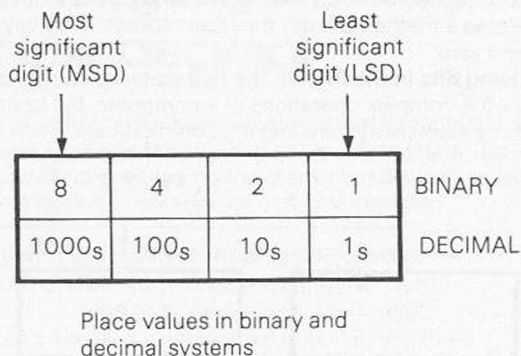 Most
significant
digit (MSD)
Least
significant
digit (LSD)
8 4 2 1 BINARY
1000s 100s 10s 1s DECIMAL
Place values in binary and
decimal systems